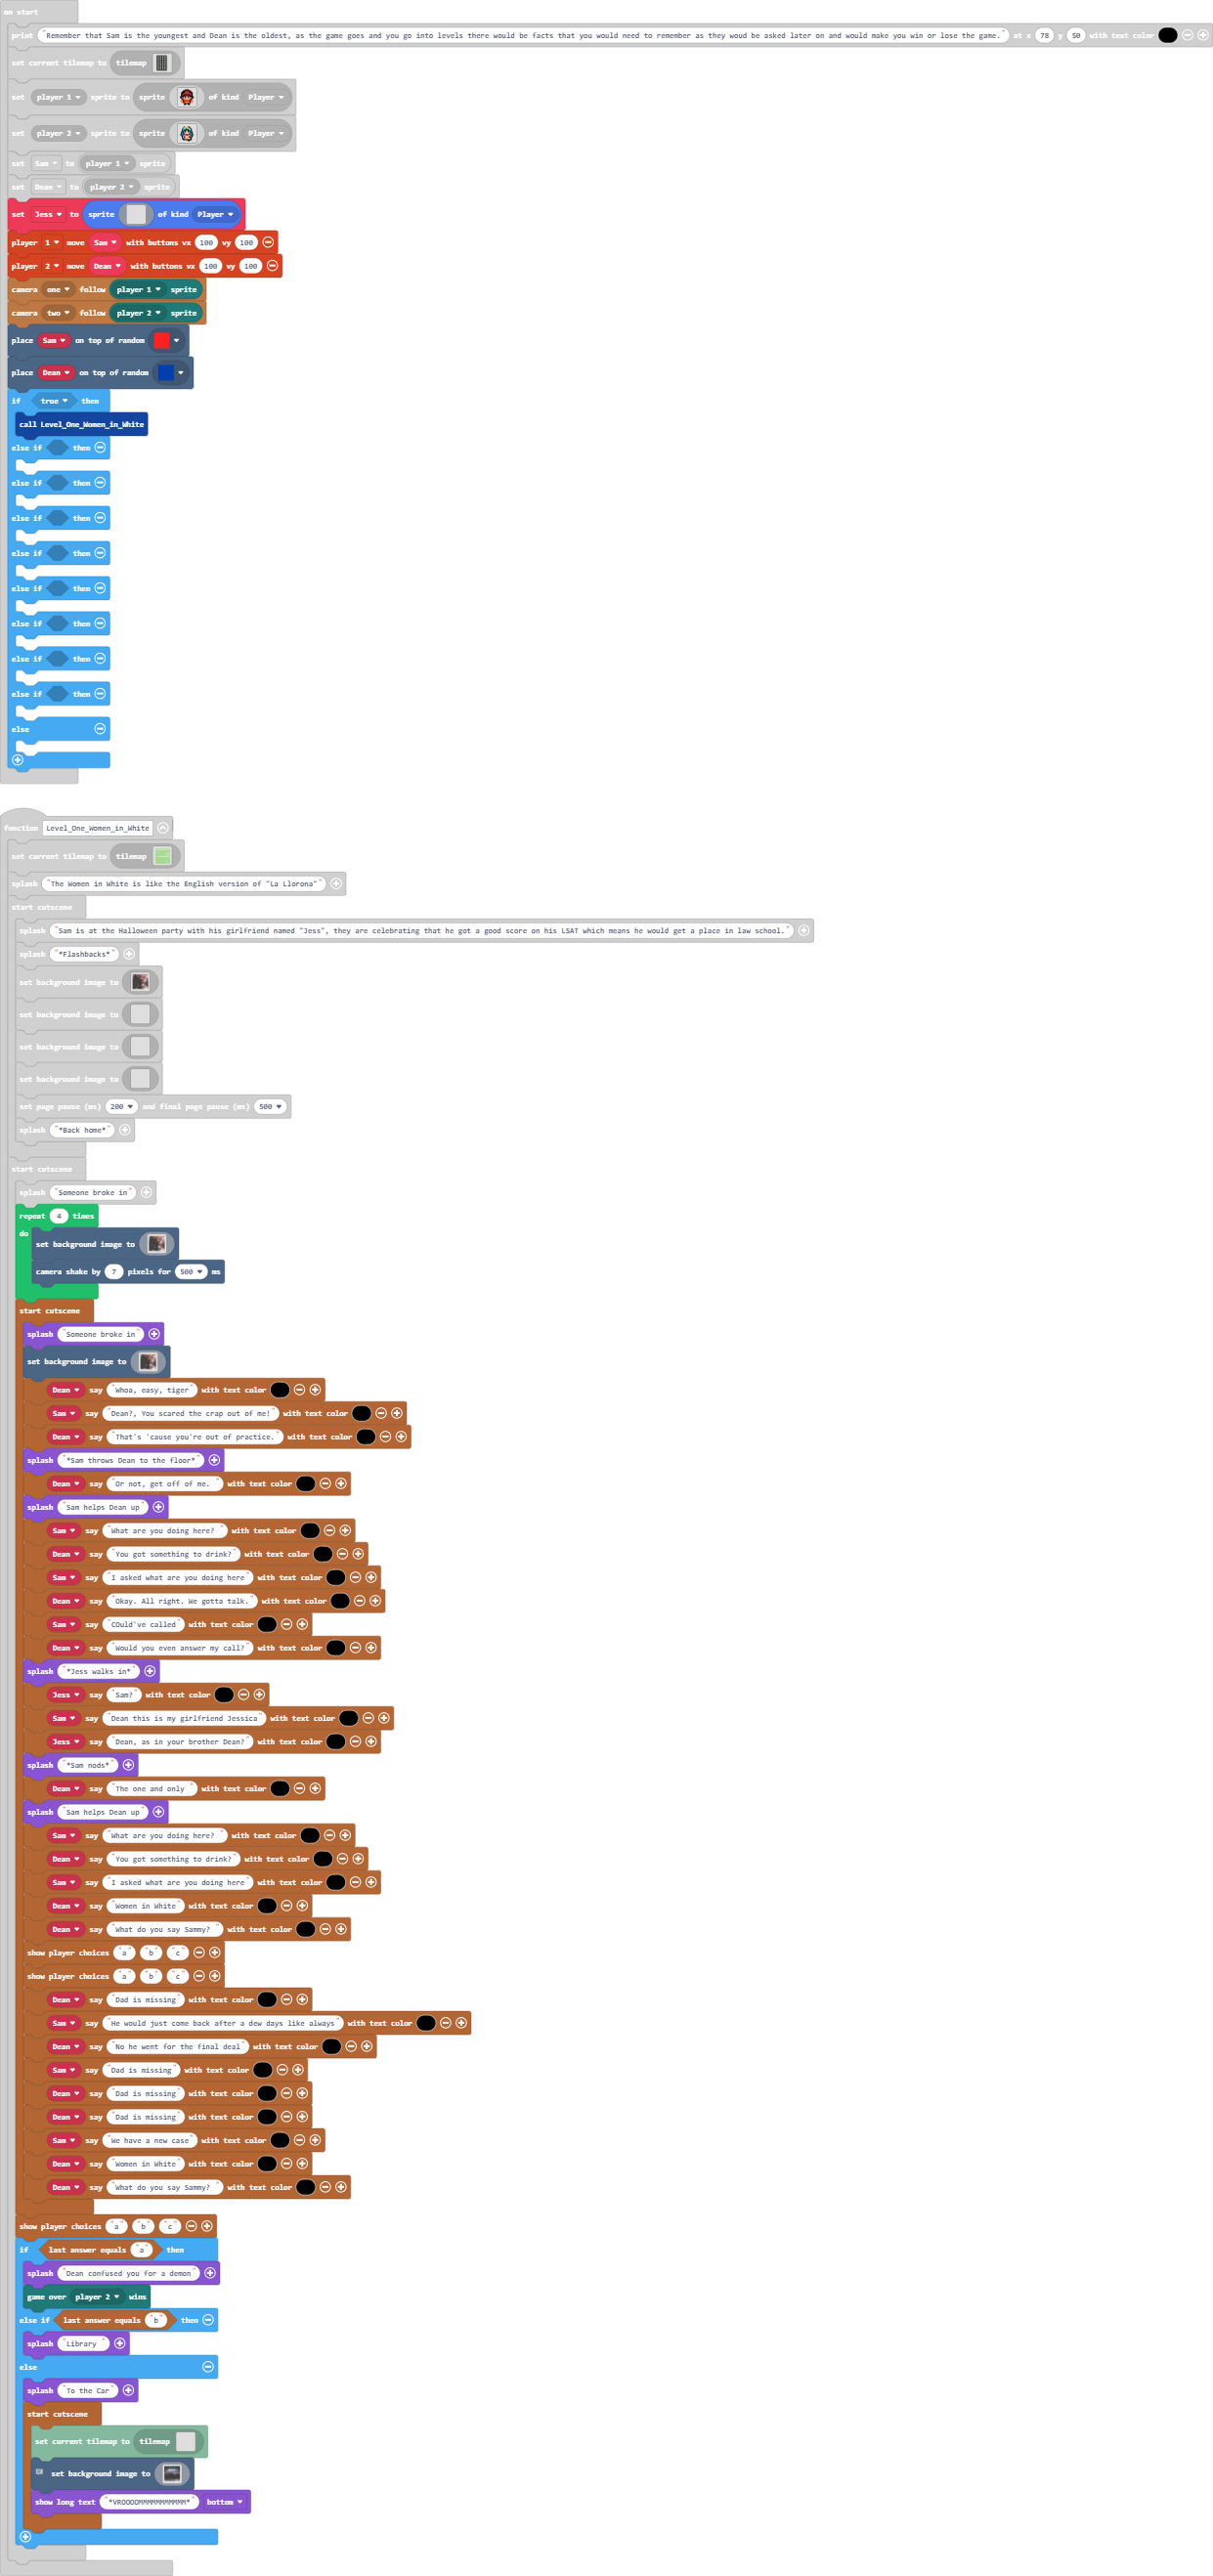 on start
print "Remember that Sam is the youngest and Dean is the oldest, as the game goes and you go into levels there would be facts that you would need to remember as they woud be asked later on and would make you win or lose the game." at x 78 y 50 with text color
set current tilemap to tilemap
set player 1 sprite to sprite of kind Player
set player 2 sprite to sprite of kind Player
set Sam to player 1 sprite
set Dean to player 2 sprite
set Jess to sprite of kind Player
player 1 move Sam with buttons vx 100 vy 100
player 2 move Dean with buttons vx 100 vy 100
camera one follow player 1 sprite
camera two follow player 2 sprite
place Sam on top of random
place Dean on top of random
if true then
call Level_One_Women_in_White
else if then
else if then
else if then
else if then
else if then
else if then
else if then
else if then
else
function Level_One_Women_in_White
set current tilemap to tilemap
splash "The Women in White is like the English version of "La Llorona""
start cutscene
splash "Sam is at the Halloween party with his girlfriend named "Jess", they are celebrating that he got a good score on his LSAT which means he would get a place in law school."
splash "*Flashbacks*"
set background image to
set background image to
set background image to
set background image to
set page pause (ms) 200 and final page pause (ms) 500
splash "*Back home*"
start cutscene
splash "Someone broke in"
repeat 4 times
do
set background image to
camera shake by 7 pixels for 500 ms
start cutscene
splash "Someone broke in"
set background image to
Dean say "Whoa, easy, tiger" with text color
Sam say "Dean?, You scared the crap out of me!" with text color
Dean say "That's 'cause you're out of practice." with text color
splash "*Sam throws Dean to the floor*"
Dean say "Or not, get off of me. " with text color
splash "Sam helps Dean up"
Sam say "What are you doing here? " with text color
Dean say "You got something to drink?" with text color
Sam say "I asked what are you doing here" with text color
Dean say "Okay. All right. We gotta talk." with text color
Sam say "COuld've called" with text color
Dean say "Would you even answer my call?" with text color
splash "*Jess walks in*"
Jess say "Sam?" with text color
Sam say "Dean this is my girlfriend Jessica" with text color
Jess say "Dean, as in your brother Dean?" with text color
splash "*Sam nods*"
Dean say "The one and only " with text color
splash "Sam helps Dean up"
Sam say "What are you doing here? " with text color
Dean say "You got something to drink?" with text color
Sam say "I asked what are you doing here" with text color
Dean say "Women in White" with text color
Dean say "What do you say Sammy? " with text color
show player choices "a" "b" "c"
show player choices "a" "b" "c"
Dean say "Dad is missing" with text color
Sam say "He would just come back after a dew days like always" with text color
Dean say "No he went for the final deal" with text color
Sam say "Dad is missing" with text color
Dean say "Dad is missing" with text color
Dean say "Dad is missing" with text color
Sam say "We have a new case" with text color
Dean say "Women in White" with text color
Dean say "What do you say Sammy? " with text color
show player choices "a" "b" "c"
if last answer equals "a" then
splash "Dean confused you for a demon"
game over player 2 wins
else if last answer equals "b" then
splash "Library "
else
splash "To the Car"
start cutscene
set current tilemap to tilemap
set background image to
show long text "*VROOOOMMMMMMMMMMM*" bottom